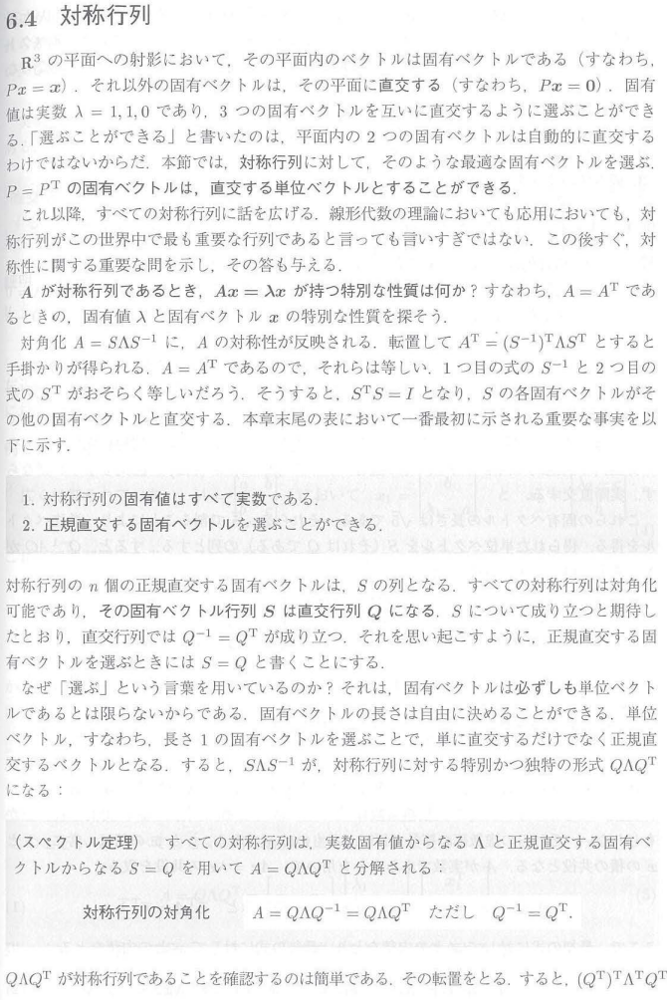 6.4 対称行列
R³ の平面への射影において，その平面内のベクトルは固有ベクトルである（すなわち，
Px = x）．それ以外の固有ベクトルは，その平面に直交する（すなわち，Px = 0）．固有
値は実数 λ = 1, 1, 0 であり，3 つの固有ベクトルを互いに直交するように選ぶことができ
る．「選ぶことができる」と書いたのは，平面内の 2 つの固有ベクトルは自動的に直交する
わけではないからだ．本節では，対称行列に対して，そのような最適な固有ベクトルを選ぶ．
P = Pᵀ の固有ベクトルは，直交する単位ベクトルとすることができる．
これ以降，すべての対称行列に話を広げる．線形代数の理論においても応用においても，対
称行列がこの世界中で最も重要な行列であると言っても言いすぎではない．この後すぐ，対
称性に関する重要な問を示し，その答も与える．
A が対称行列であるとき，Ax = λx が持つ特別な性質は何か？すなわち，A = Aᵀ であ
るときの，固有値 λ と固有ベクトル x の特別な性質を探そう．
対角化 A = SΛS⁻¹ に，A の対称性が反映される．転置して Aᵀ = (S⁻¹)ᵀΛSᵀ とすると
手掛かりが得られる．A = Aᵀ であるので，それらは等しい．1 つ目の式の S⁻¹ と 2 つ目の
式の Sᵀ がおそらく等しいだろう．そうすると，SᵀS = I となり，S の各固有ベクトルがそ
の他の固有ベクトルと直交する．本章末尾の表において一番最初に示される重要な事実を以
下に示す．
1. 対称行列の固有値はすべて実数である．
2. 正規直交する固有ベクトルを選ぶことができる．
対称行列の n 個の正規直交する固有ベクトルは，S の列となる．すべての対称行列は対角化
可能であり，その固有ベクトル行列 S は直交行列 Q になる．S について成り立つと期待し
たとおり，直交行列では Q⁻¹ = Qᵀ が成り立つ．それを思い起こすように，正規直交する固
有ベクトルを選ぶときには S = Q と書くことにする．
なぜ「選ぶ」という言葉を用いているのか？それは，固有ベクトルは必ずしも単位ベクト
ルであるとは限らないからである．固有ベクトルの長さは自由に決めることができる．単位
ベクトル，すなわち，長さ 1 の固有ベクトルを選ぶことで，単に直交するだけでなく正規直
交するベクトルとなる．すると，SΛS⁻¹ が，対称行列に対する特別かつ独特の形式 QΛQᵀ
になる：
（スペクトル定理） すべての対称行列は，実数固有値からなる Λ と正規直交する固有ベ
クトルからなる S = Q を用いて A = QΛQᵀ と分解される：
対称行列の対角化 A = QΛQ⁻¹ = QΛQᵀ ただし Q⁻¹ = Qᵀ.
QΛQᵀ が対称行列であることを確認するのは簡単である．その転置をとる．すると，(Qᵀ)ᵀΛᵀQᵀ